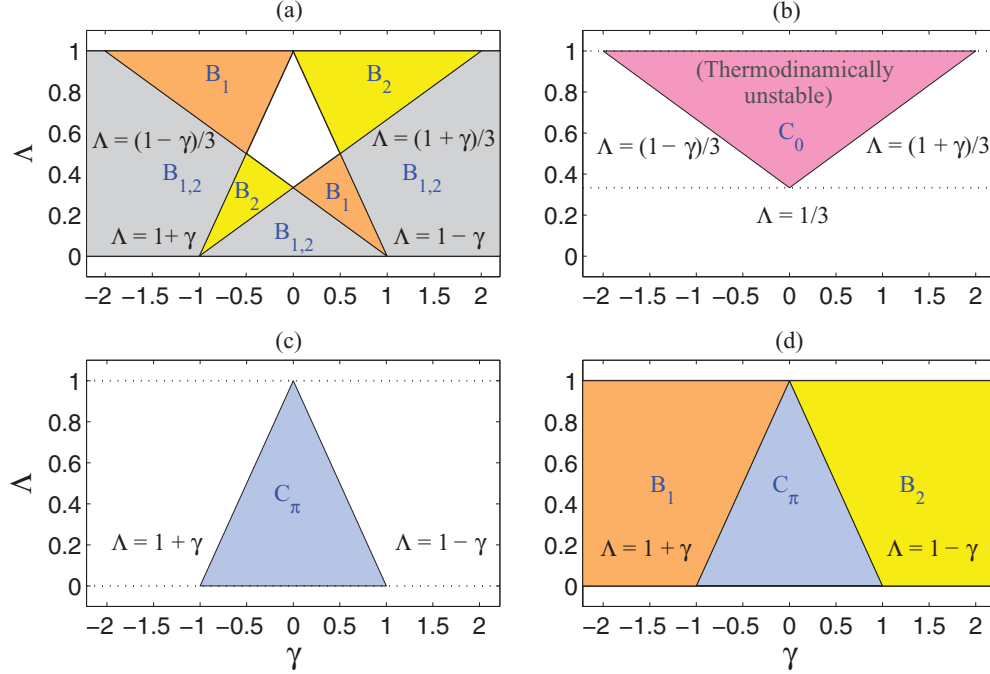 (a)
1
0.8
0.6
0.4
0.2
0
Λ
B1
B2
Λ = (1− γ)/3
Λ = (1 + γ)/3
B1,2
B1,2
B2
B1
Λ = 1+ γ
B1,2
Λ = 1− γ
−2 −1.5 −1 −0.5 0 0.5 1 1.5 2
(b)
1
0.8
0.6
0.4
0.2
0
(Thermodinamically
unstable)
C0
Λ = (1− γ)/3
Λ = (1 + γ)/3
Λ = 1/3
−2 −1.5 −1 −0.5 0 0.5 1 1.5 2
(c)
1
0.8
0.6
0.4
0.2
0
Λ
Cπ
Λ = 1 + γ
Λ = 1 − γ
−2 −1.5 −1 −0.5 0 0.5 1 1.5 2
γ
(d)
1
0.8
0.6
0.4
0.2
0
B1
Cπ
B2
Λ = 1 + γ
Λ = 1 − γ
−2 −1.5 −1 −0.5 0 0.5 1 1.5 2
γ